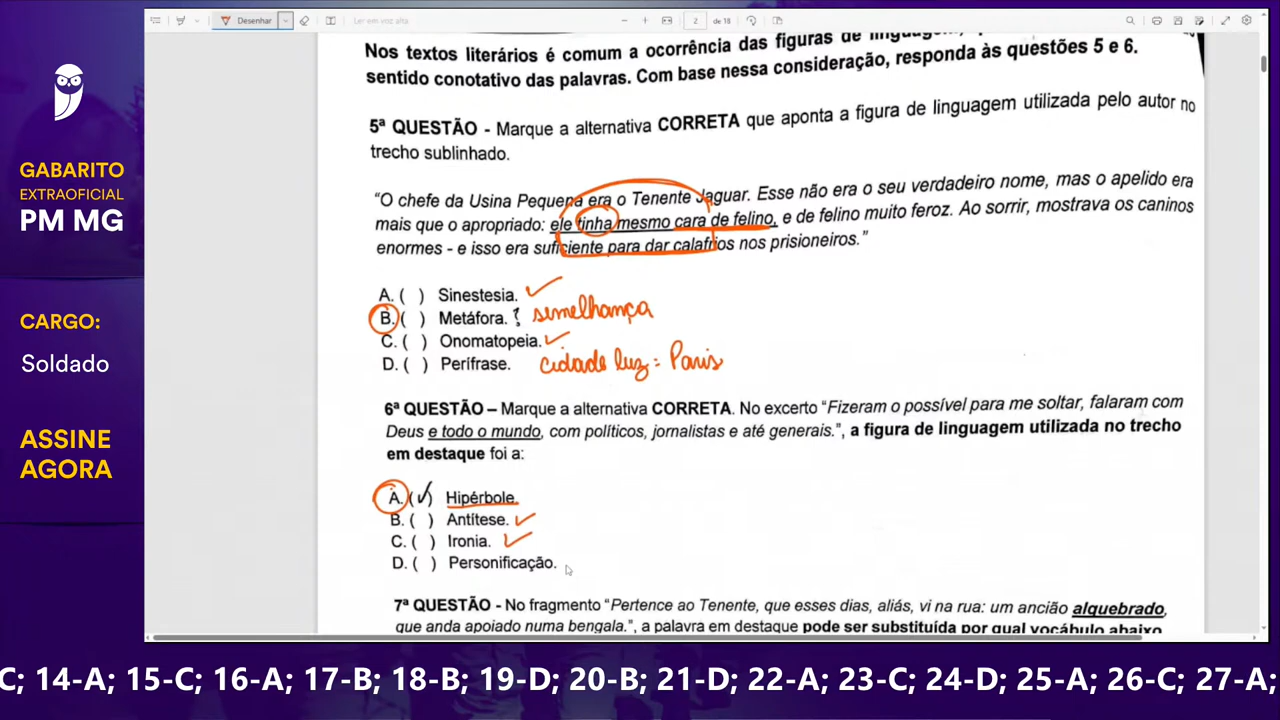 Desenhar
Ler em voz alta
2
de 18
Nos textos literários é comum a ocorrência das figuras de
sentido conotativo das palavras. Com base nessa consideração, responda às questões 5 e 6.
5ª QUESTÃO - Marque a alternativa CORRETA que aponta a figura de linguagem utilizada pelo autor no
trecho sublinhado.
“O chefe da Usina Pequena era o Tenente Jaguar. Esse não era o seu verdadeiro nome, mas o apelido era
mais que o apropriado: ele tinha mesmo cara de felino, e de felino muito feroz. Ao sorrir, mostrava os caninos
enormes - e isso era suficiente para dar calafrios nos prisioneiros.”
A. ( ) Sinestesia.
B. ( ) Metáfora. ? semelhança
C. ( ) Onomatopeia.
D. ( ) Perífrase. cidade luz = Paris
6ª QUESTÃO – Marque a alternativa CORRETA. No excerto “Fizeram o possível para me soltar, falaram com
Deus e todo o mundo, com políticos, jornalistas e até generais.”, a figura de linguagem utilizada no trecho
em destaque foi a:
A. ( ) Hipérbole.
B. ( ) Antítese.
C. ( ) Ironia.
D. ( ) Personificação.
7ª QUESTÃO - No fragmento “Pertence ao Tenente, que esses dias, aliás, vi na rua: um ancião alquebrado,
que anda apoiado numa bengala.”, a palavra em destaque pode ser substituída por qual vocábulo abaixo
GABARITO
EXTRAOFICIAL
PM MG
CARGO:
Soldado
ASSINE
AGORA
C; 14-A; 15-C; 16-A; 17-B; 18-B; 19-D; 20-B; 21-D; 22-A; 23-C; 24-D; 25-A; 26-C; 27-A;